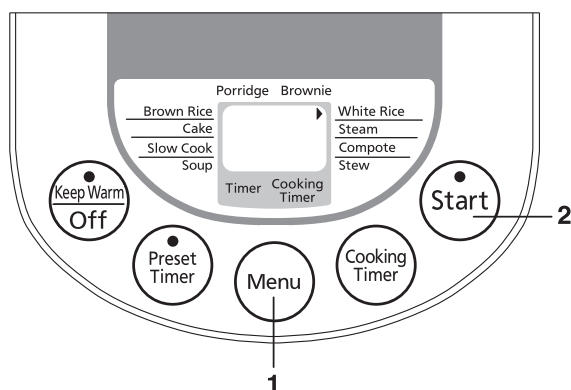 Porridge Brownie
Brown Rice
Cake
Slow Cook
Soup
White Rice
Steam
Compote
Stew
Timer
Cooking
Timer
Keep Warm
Off
Preset
Timer
Menu
Cooking
Timer
Start
2
1